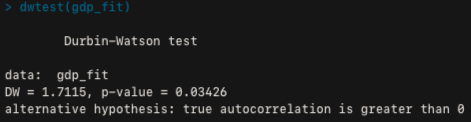 > dwtest(gdp_fit)
Durbin-Watson test
data:  gdp_fit
DW = 1.7115, p-value = 0.03426
alternative hypothesis: true autocorrelation is greater than 0